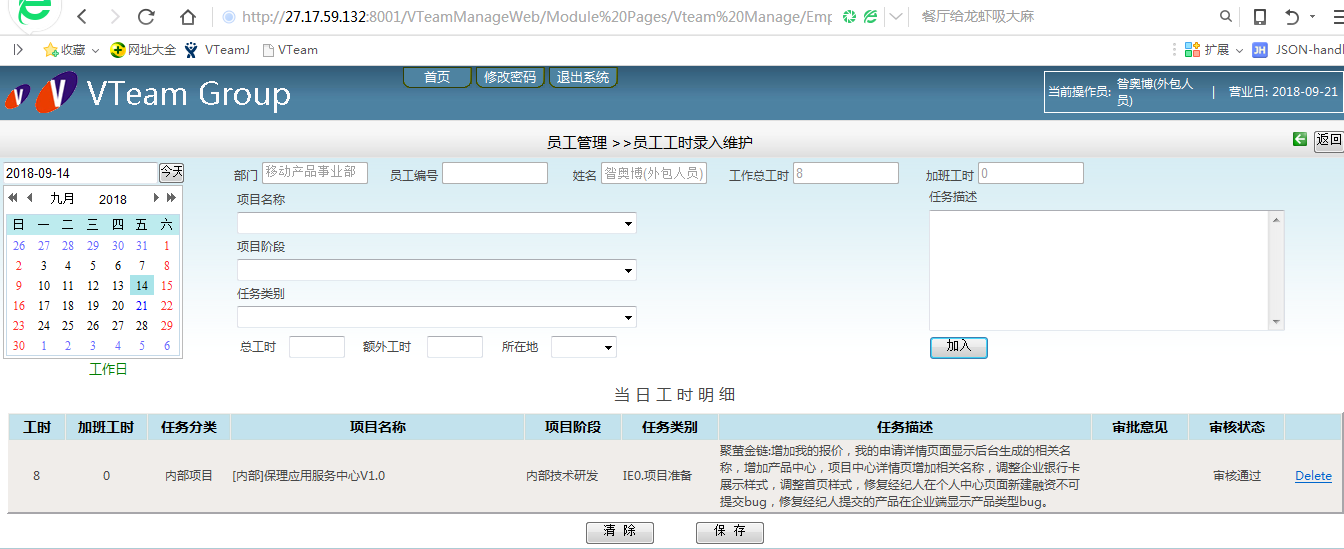 http://27.17.59.132:8001/VTeamManageWeb/Module%20Pages/Vteam%20Manage/Emp
餐厅给龙虾吸大麻
收藏
网址大全
VTeamJ
VTeam
扩展
JH
JSON-handl
VTeam Group
首页
修改密码
退出系统
当前操作员: 昝奥博(外包人员)
|
营业日: 2018-09-21
员工管理 >>员工工时录入维护
返回
2018-09-14
今天
部门
移动产品事业部
员工编号
姓名
昝奥博(外包人员)
工作总工时
8
加班工时
0
九月
2018
日 一 二 三 四 五 六
26 27 28 29 30 31 1
2 3 4 5 6 7 8
9 10 11 12 13 14 15
16 17 18 19 20 21 22
23 24 25 26 27 28 29
30 1 2 3 4 5 6
工作日
项目名称
项目阶段
任务类别
总工时
额外工时
所在地
任务描述
加入
当日工时明细
工时 加班工时 任务分类 项目名称 项目阶段 任务类别 任务描述 审批意见 审核状态
8 0 内部项目 [内部]保理应用服务中心V1.0 内部技术研发 IE0.项目准备
聚萤金链:增加我的报价，我的申请详情页面显示后台生成的相关名
称，增加产品中心，项目中心详情页增加相关名称，调整企业银行卡
展示样式，调整首页样式，修复经纪人在个人中心页面新建融资不可
提交bug，修复经纪人提交的产品在企业端显示产品类型bug。
审核通过
Delete
清 除
保 存